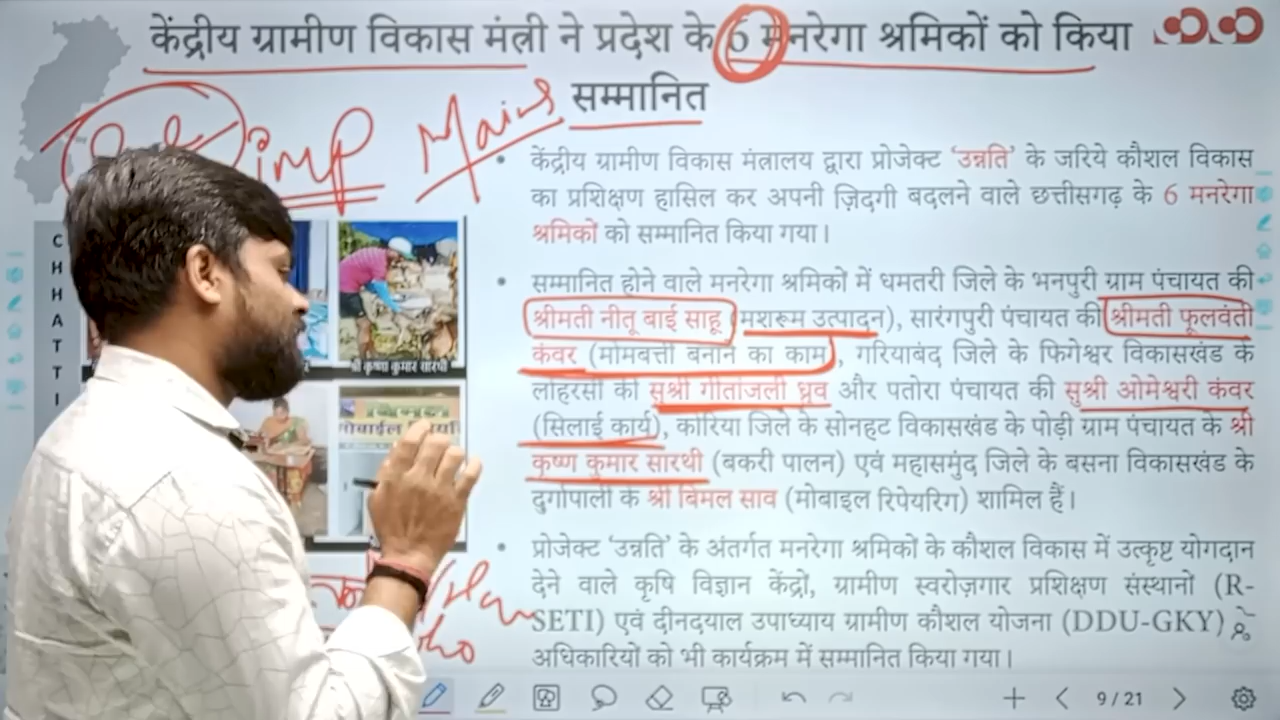 केंद्रीय ग्रामीण विकास मंत्री ने प्रदेश के 6 मनरेगा श्रमिकों को किया
सम्मानित
imp Mains
केंद्रीय ग्रामीण विकास मंत्रालय द्वारा प्रोजेक्ट 'उन्नति' के जरिये कौशल विकास
का प्रशिक्षण हासिल कर अपनी ज़िदगी बदलने वाले छत्तीसगढ़ के 6 मनरेगा
श्रमिकों को सम्मानित किया गया।
सम्मानित होने वाले मनरेगा श्रमिकों में धमतरी जिले के भनपुरी ग्राम पंचायत की
श्रीमती नीतू बाई साहू (मशरूम उत्पादन), सारंगपुरी पंचायत की श्रीमती फूलवंती
कंवर (मोमबत्ती बनाने का काम), गरियाबंद जिले के फिगेश्वर विकासखंड के
लोहरसी की सुश्री गीतांजली ध्रुव और पतोरा पंचायत की सुश्री ओमेश्वरी कंवर
(सिलाई कार्य), कोरिया जिले के सोनहट विकासखंड के पोड़ी ग्राम पंचायत के श्री
कृष्ण कुमार सारथी (बकरी पालन) एवं महासमुंद जिले के बसना विकासखंड के
दुर्गापाली के श्री बिमल साव (मोबाइल रिपेयरिंग) शामिल हैं।
प्रोजेक्ट 'उन्नति' के अंतर्गत मनरेगा श्रमिकों के कौशल विकास में उत्कृष्ट योगदान
देने वाले कृषि विज्ञान केंद्रों, ग्रामीण स्वरोज़गार प्रशिक्षण संस्थानों (R-
SETI) एवं दीनदयाल उपाध्याय ग्रामीण कौशल योजना (DDU-GKY) के
अधिकारियों को भी कार्यक्रम में सम्मानित किया गया।
C
H
H
A
T
T
I
श्री कृष्ण कुमार सारथी
9 / 21